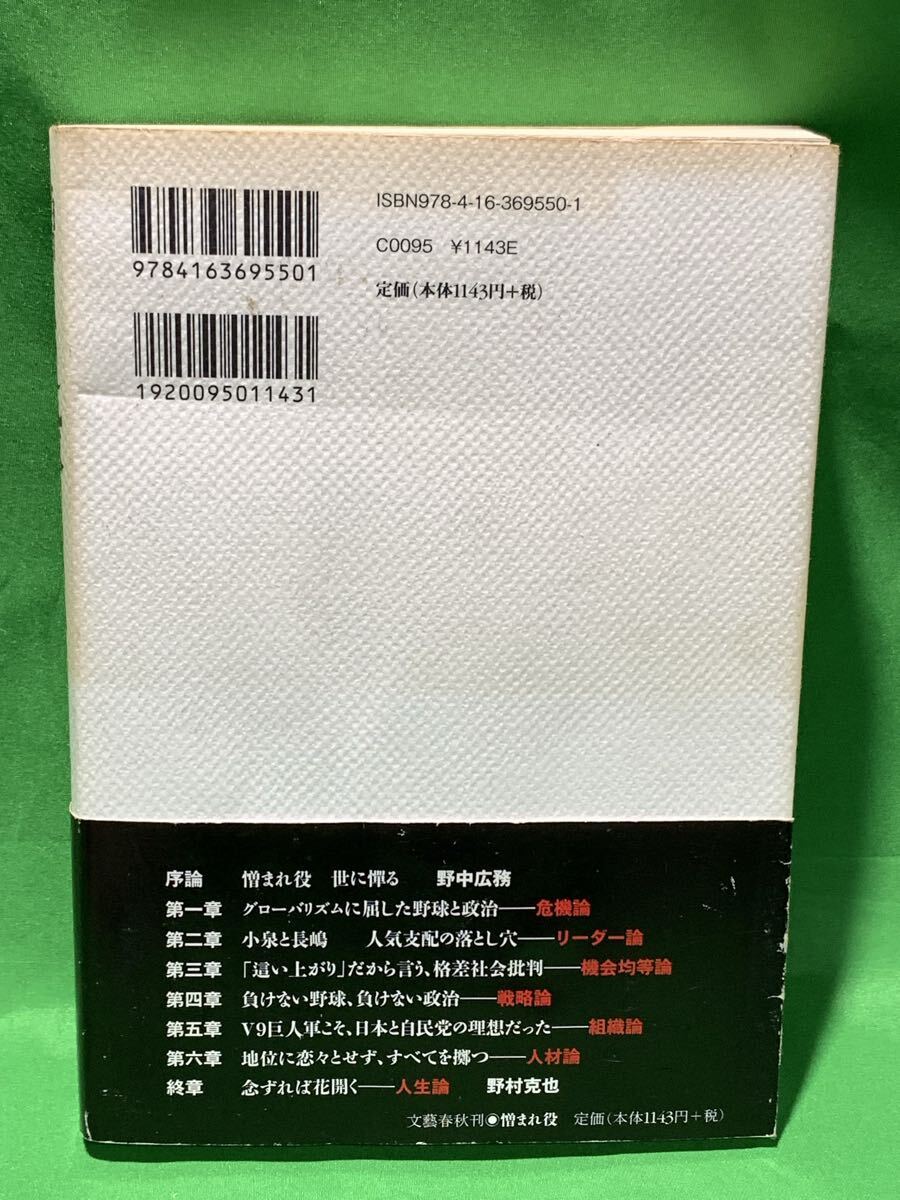 ISBN978-4-16-369550-1
C0095 ¥1143E
定価(本体1143円+税)
9784163695501
1920095011431
序論 憎まれ役 世に憚る 野中広務
第一章 グローバリズムに屈した野球と政治――危機論
第二章 小泉と長嶋 人気支配の落とし穴――リーダー論
第三章 「這い上がり」だから言う、格差社会批判――機会均等論
第四章 負けない野球、負けない政治――戦略論
第五章 V9巨人軍こそ、日本と自民党の理想だった――組織論
第六章 地位に恋々とせず、すべてを擲つ――人材論
終章 念ずれば花開く――人生論 野村克也
文藝春秋刊◉憎まれ役 定価(本体1143円+税)